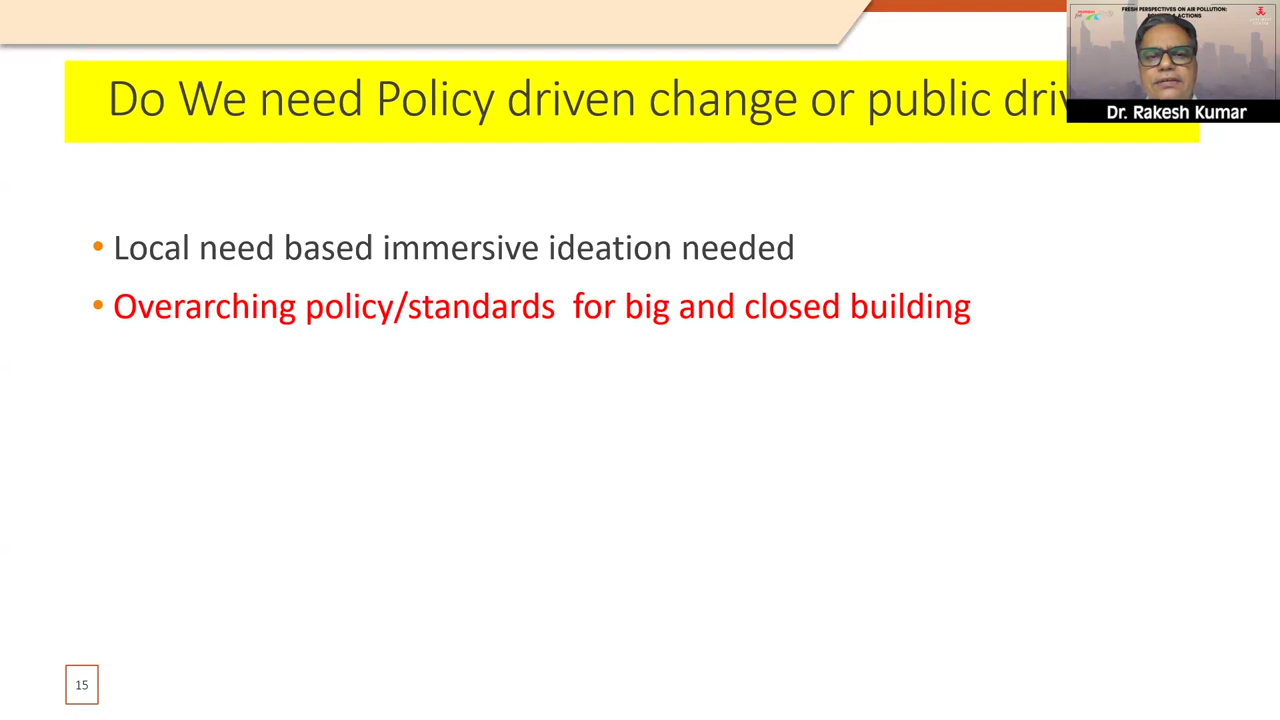 FRESH PERSPECTIVES ON AIR POLLUTION:
ACTIONS
Do We need Policy driven change or public driv
Dr. Rakesh Kumar
• Local need based immersive ideation needed
• Overarching policy/standards for big and closed building
15